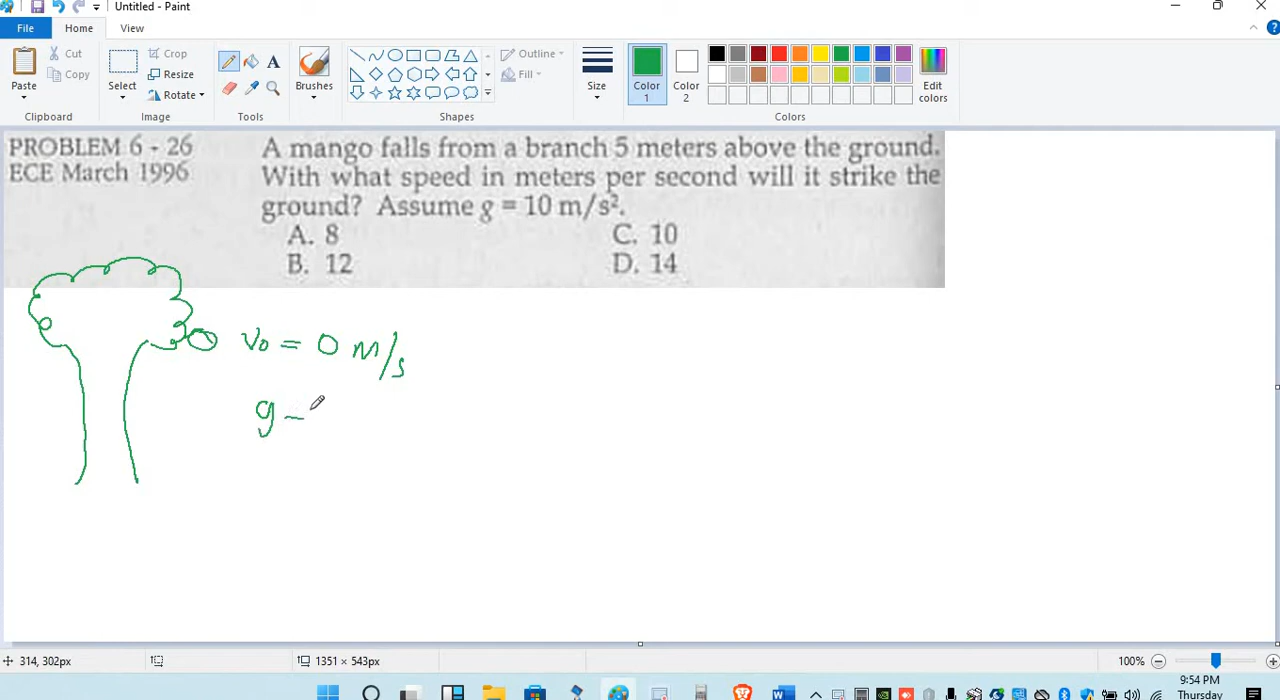 Untitled - Paint
File
Home
View
Paste
Cut
Copy
Clipboard
Select
Crop
Resize
Rotate
Image
Tools
Brushes
Shapes
Outline
Fill
Size
Color 1
Color 2
Edit colors
Colors
PROBLEM 6 - 26
ECE March 1996
A mango falls from a branch 5 meters above the ground.
With what speed in meters per second will it strike the
ground? Assume g = 10 m/s².
A. 8
C. 10
B. 12
D. 14
V₀ = 0 m/s
g -
314, 302px
1351 × 543px
100%
9:54 PM
Thursday